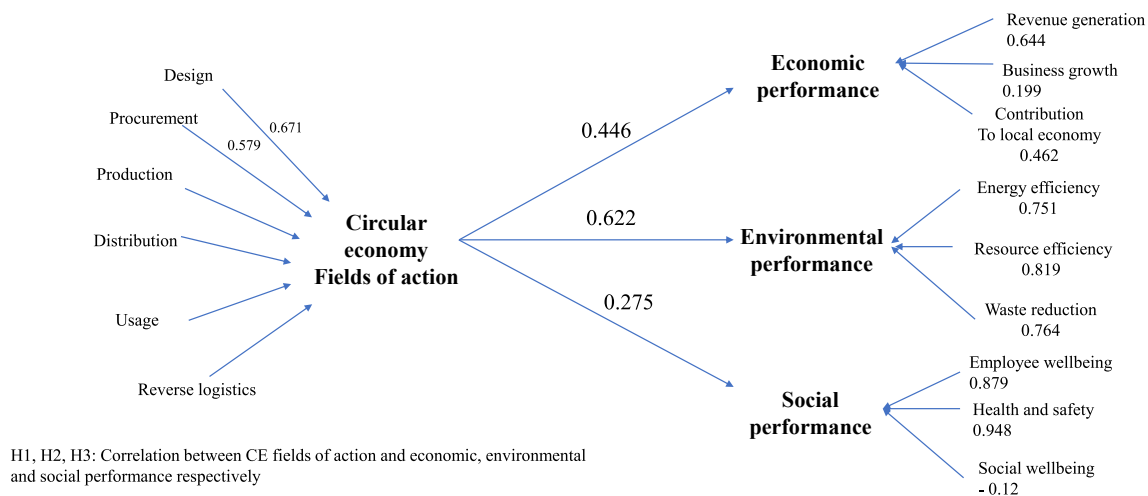 Design
0.671
Procurement
0.579
Production
Distribution
Usage
Reverse logistics
Circular
economy
Fields of action
0.446
0.622
0.275
Economic
performance
Environmental
performance
Social
performance
Revenue generation
0.644
Business growth
0.199
Contribution
To local economy
0.462
Energy efficiency
0.751
Resource efficiency
0.819
Waste reduction
0.764
Employee wellbeing
0.879
Health and safety
0.948
Social wellbeing
- 0.12
H1, H2, H3: Correlation between CE fields of action and economic, environmental
and social performance respectively